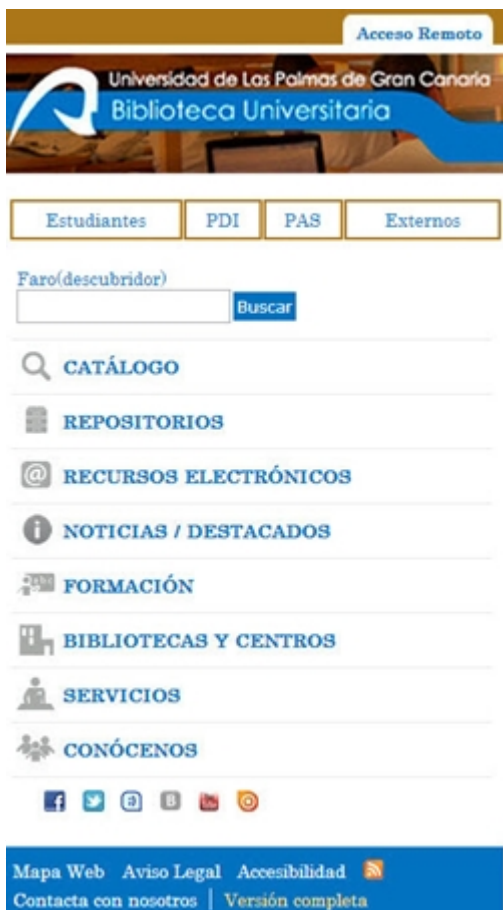 Acceso Remoto
Universidad de Las Palmas de Gran Canaria
Biblioteca Universitaria
Estudiantes PDI PAS Externos
Faro(descubridor)
Buscar
CATÁLOGO
REPOSITORIOS
RECURSOS ELECTRÓNICOS
NOTICIAS / DESTACADOS
FORMACIÓN
BIBLIOTECAS Y CENTROS
SERVICIOS
CONÓCENOS
Mapa Web Aviso Legal Accesibilidad
Contacta con nosotros | Versión completa